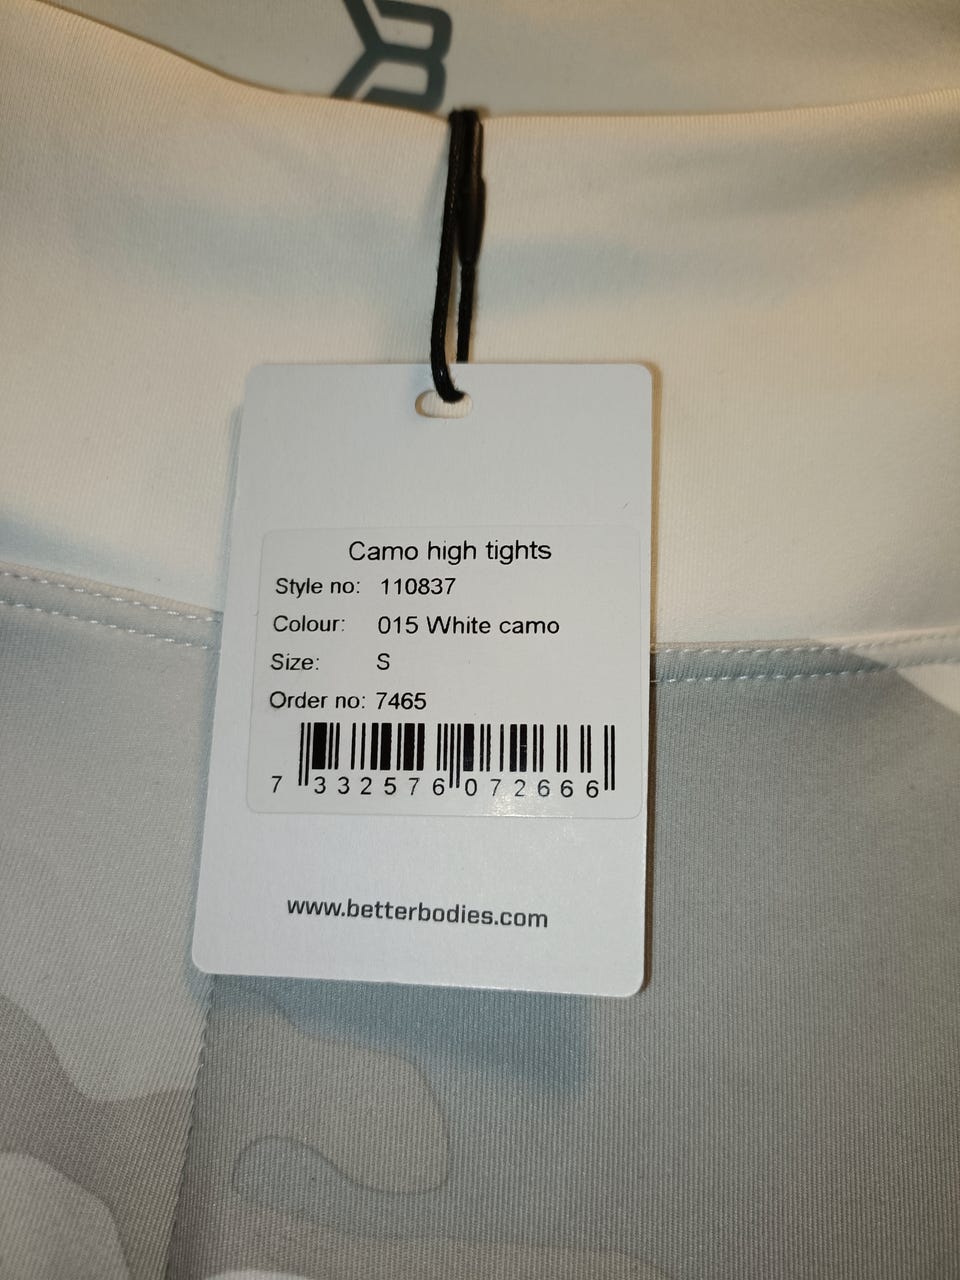 Camo high tights
Style no: 110837
Colour: 015 White camo
Size: S
Order no: 7465
7 332576 072666
www.betterbodies.com